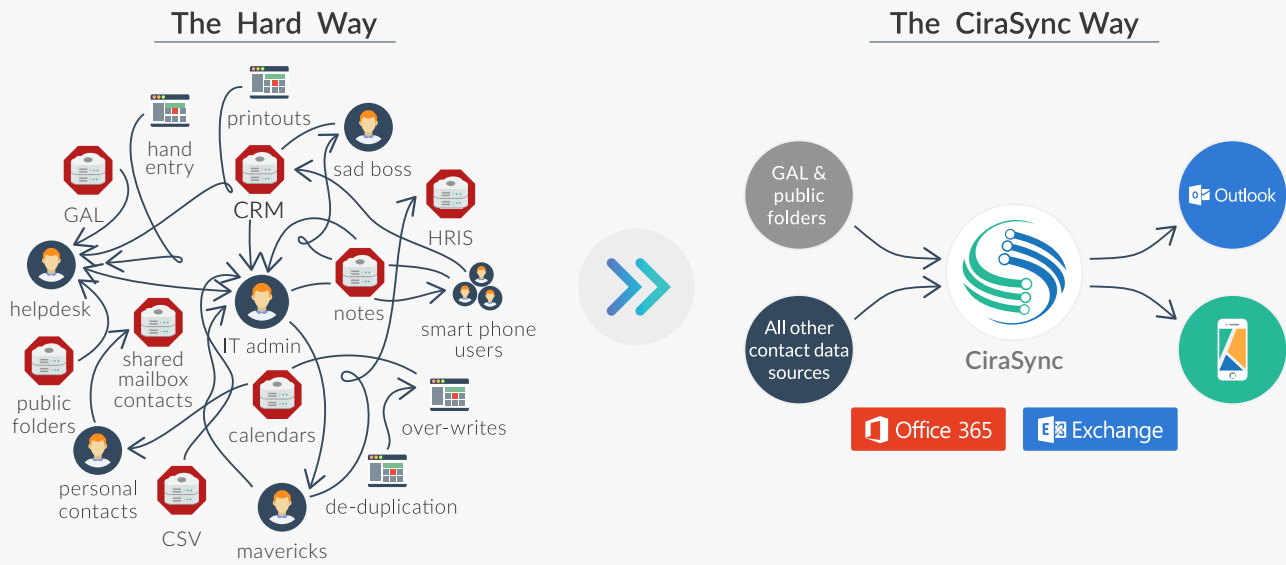 The Hard Way
printouts
hand
entry
sad boss
GAL
CRM
HRIS
helpdesk
notes
smart phone
users
IT admin
shared
mailbox
contacts
public
folders
calendars
over-writes
personal
contacts
CSV
de-duplication
mavericks
The CiraSync Way
GAL &
public
folders
Outlook
All other
contact data
sources
CiraSync
Office 365
Exchange